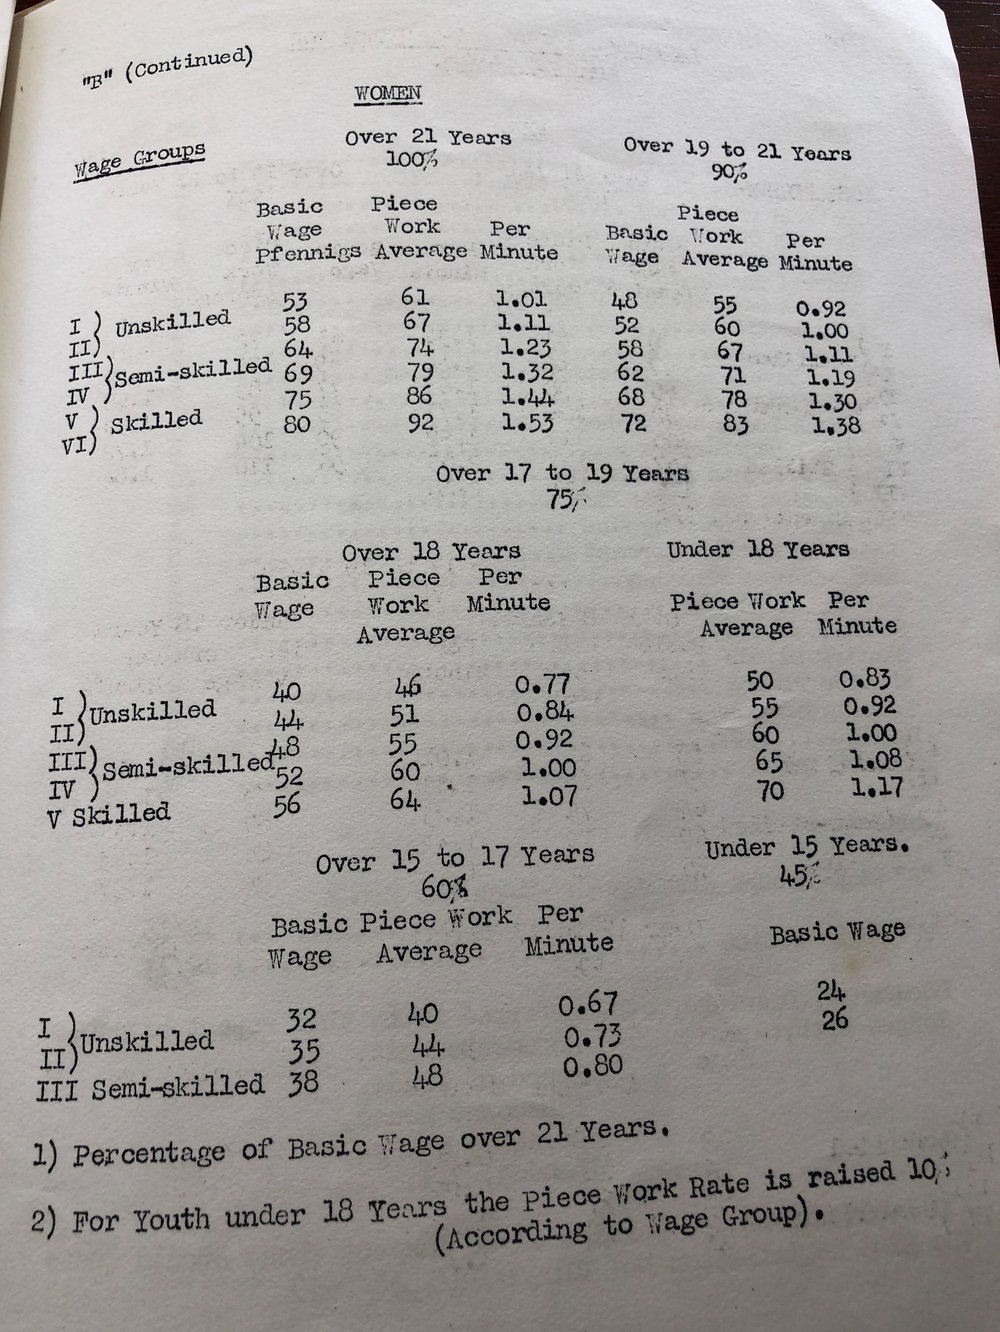 "B" (Continued)
WOMEN
Wage Groups
Over 21 Years Over 19 to 21 Years
100% 90%
Basic Piece Piece
Wage Work Per Basic Work Per
Pfennigs Average Minute Wage Average Minute
I ) Unskilled 53 61 1.01 48 55 0.92
II) 58 67 1.11 52 60 1.00
III) Semi-skilled 64 74 1.23 58 67 1.11
IV ) 69 79 1.32 62 71 1.19
V ) Skilled 75 86 1.44 68 78 1.30
VI) 80 92 1.53 72 83 1.38
Over 17 to 19 Years
75%
Over 18 Years Under 18 Years
Basic Piece Per Piece Work Per
Wage Work Minute Average Minute
Average
I ) Unskilled 40 46 0.77 50 0.83
II) 44 51 0.84 55 0.92
III) Semi-skilled 48 55 0.92 60 1.00
IV ) 52 60 1.00 65 1.08
V Skilled 56 64 1.07 70 1.17
Over 15 to 17 Years Under 15 Years.
60% 45%
Basic Piece Work Per Basic Wage
Wage Average Minute
I ) Unskilled 32 40 0.67 24
II) 35 44 0.73 26
III Semi-skilled 38 48 0.80
1) Percentage of Basic Wage over 21 Years.
2) For Youth under 18 Years the Piece Work Rate is raised 10%
(According to Wage Group).